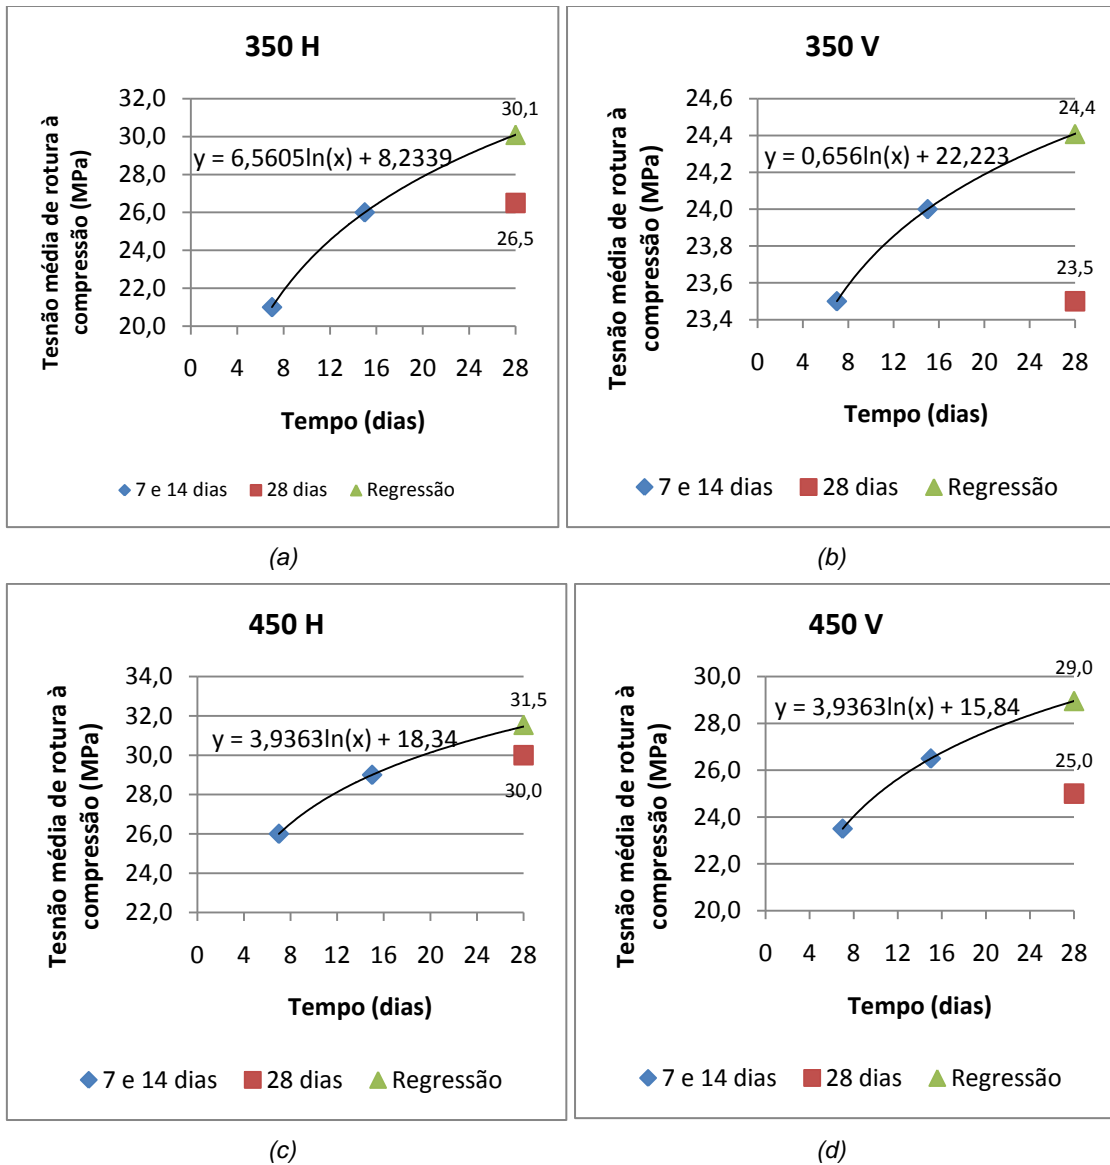 350 H
Tesnão média de rotura à
compressão (MPa)
32,0
30,0
28,0
26,0
24,0
22,0
20,0
30,1
y = 6,5605ln(x) + 8,2339
26,5
0 4 8 12 16 20 24 28
Tempo (dias)
7 e 14 dias 28 dias Regressão
(a)
350 V
Tesnão média de rotura à
compressão (MPa)
24,6
24,4
24,2
24,0
23,8
23,6
23,4
24,4
y = 0,656ln(x) + 22,223
23,5
0 4 8 12 16 20 24 28
Tempo (dias)
7 e 14 dias 28 dias Regressão
(b)
450 H
Tesnão média de rotura à
compressão (MPa)
34,0
32,0
30,0
28,0
26,0
24,0
22,0
31,5
y = 3,9363ln(x) + 18,34
30,0
0 4 8 12 16 20 24 28
Tempo (dias)
7 e 14 dias 28 dias Regressão
(c)
450 V
Tesnão média de rotura à
compressão (MPa)
30,0
28,0
26,0
24,0
22,0
20,0
29,0
y = 3,9363ln(x) + 15,84
25,0
0 4 8 12 16 20 24 28
Tempo (dias)
7 e 14 dias 28 dias Regressão
(d)